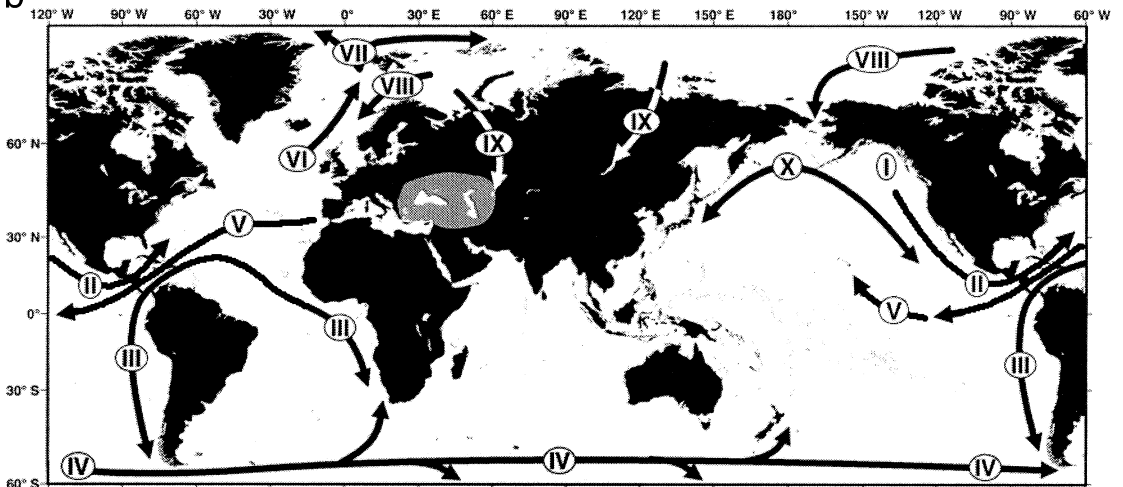 b
120° W 90° W 60° W 30° W 0° 30° E 60° E 90° E 120° E 150° E 180° 150° W 120° W 90° W 60° W
VII
VIII
VIII
IX
60° N
VI
IX
X
I
V
30° N
II
II
0°
V
III
III
III
30° S
IV
IV
IV
60° S